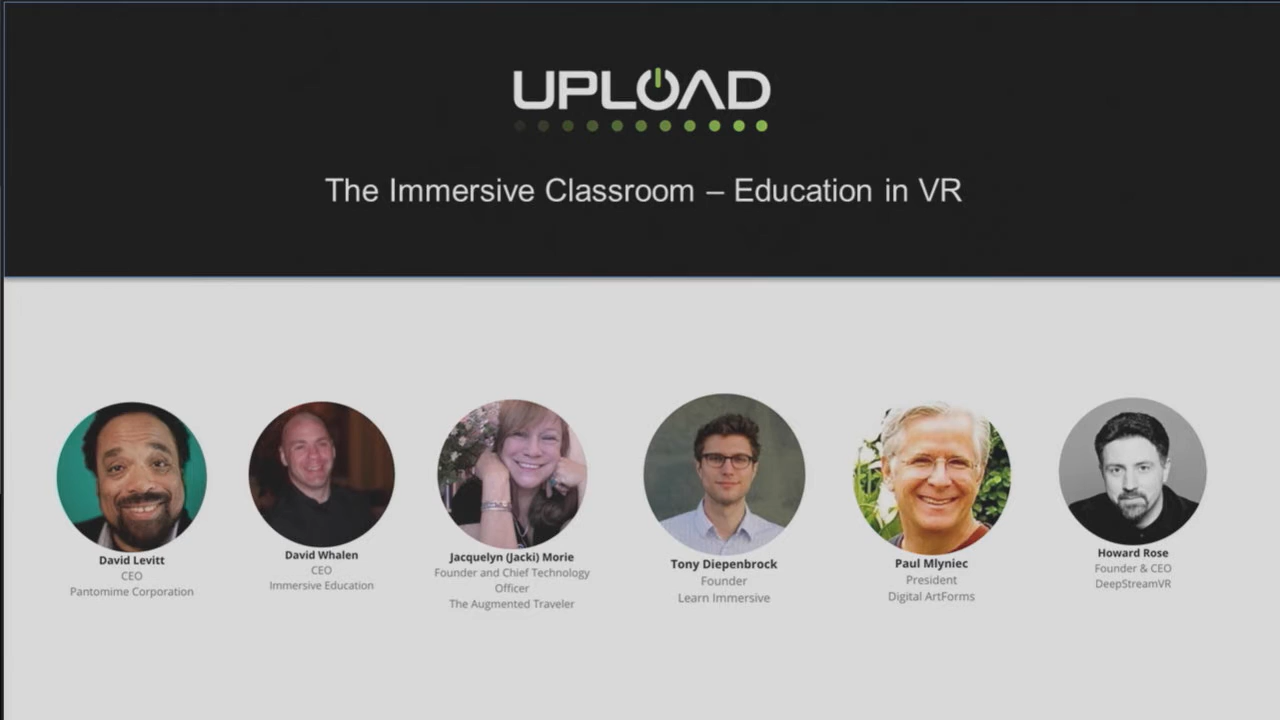 UPLOAD
The Immersive Classroom – Education in VR
David Levitt
CEO
Pantomime Corporation
David Whalen
CEO
Immersive Education
Jacquelyn (Jacki) Morie
Founder and Chief Technology
Officer
The Augmented Traveler
Tony Diepenbrock
Founder
Learn Immersive
Paul Mlyniec
President
Digital ArtForms
Howard Rose
Founder & CEO
DeepStreamVR